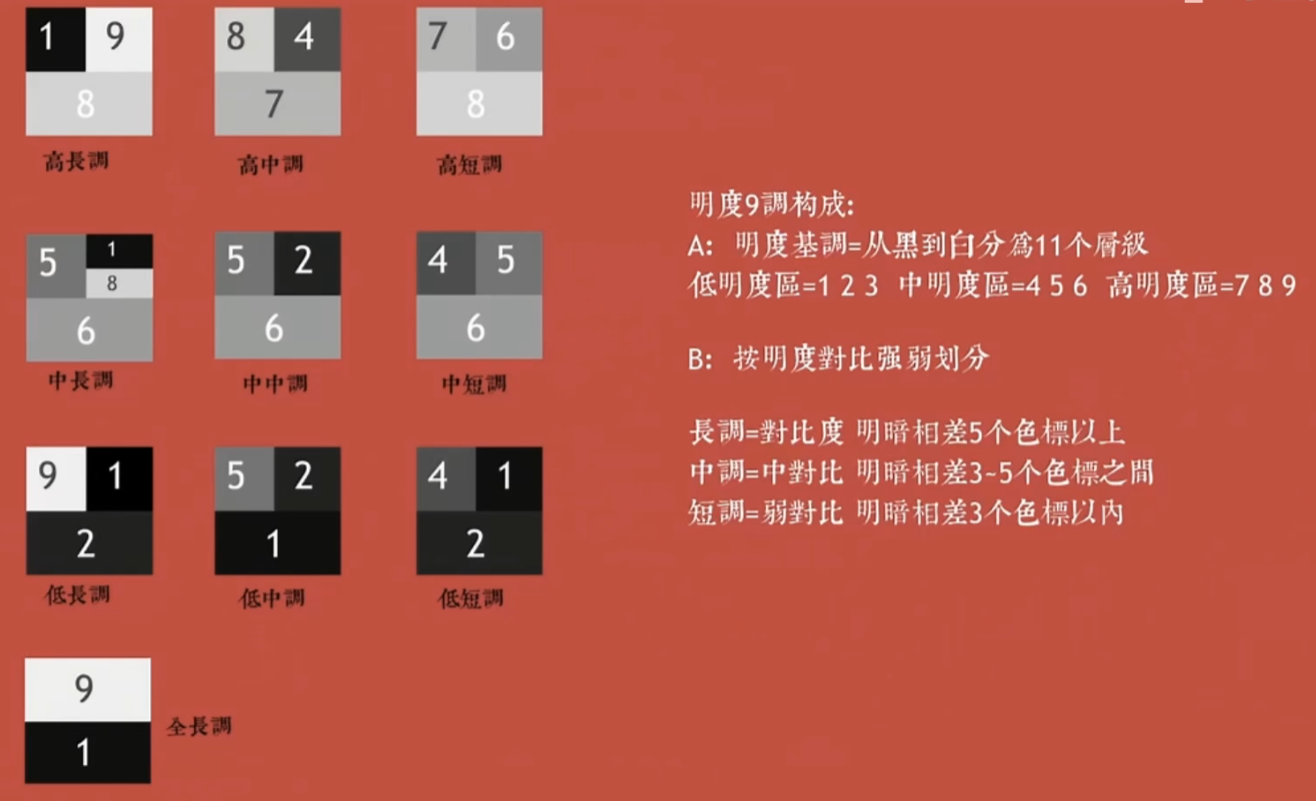 1 9
8
高長調
8 4
7
高中調
7 6
8
高短調
5 1
8
6
中長調
5 2
6
中中調
4 5
6
中短調
9 1
2
低長調
5 2
1
低中調
4 1
2
低短調
9
1
全長調
明度9調构成:
A: 明度基調=从黑到白分爲11个層級
低明度區=1 2 3 中明度區=4 5 6 高明度區=7 8 9
B: 按明度對比强弱划分
長調=對比度 明暗相差5个色標以上
中調=中對比 明暗相差3~5个色標之間
短調=弱對比 明暗相差3个色標以內